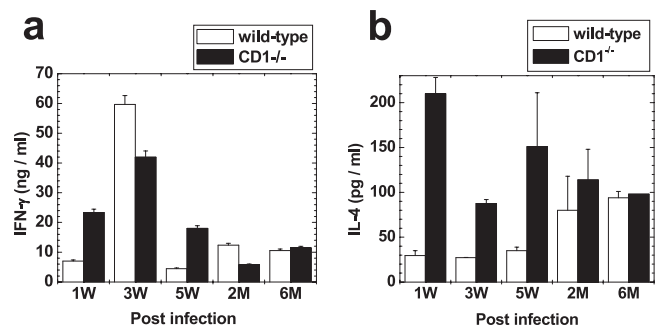 a
wild-type
CD1-/-
IFN-γ (ng / ml)
70
60
50
40
30
20
10
0
1W 3W 5W 2M 6M
Post infection
b
wild-type
CD1-/-
IL-4 (pg / ml)
200
150
100
50
0
1W 3W 5W 2M 6M
Post infection